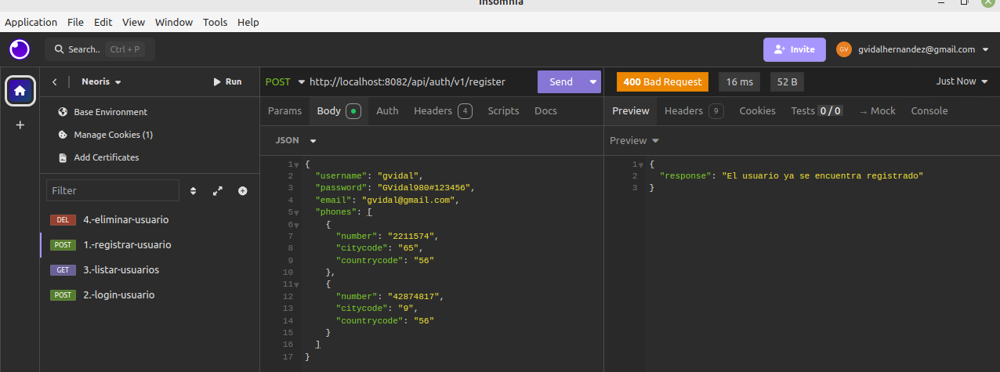 Insomnia
Application File Edit View Window Tools Help
Search.. Ctrl + P
Invite
GV gvidalhernandez@gmail.com
Neoris Run
Base Environment
Manage Cookies (1)
Add Certificates
Filter
DEL 4.-eliminar-usuario
POST 1.-registrar-usuario
GET 3.-listar-usuarios
POST 2.-login-usuario
POST http://localhost:8082/api/auth/v1/register Send
Params Body Auth Headers 4 Scripts Docs
JSON
1 {
2 "username": "gvidal",
3 "password": "GVidal980#123456",
4 "email": "gvidal@gmail.com",
5 "phones": [
6 {
7 "number": "2211574",
8 "citycode": "65",
9 "countrycode": "56"
10 },
11 {
12 "number": "42874817",
13 "citycode": "9",
14 "countrycode": "56"
15 }
16 ]
17 }
400 Bad Request 16 ms 52 B Just Now
Preview Headers 9 Cookies Tests 0 / 0 → Mock Console
Preview
1 {
2 "response": "El usuario ya se encuentra registrado"
3 }